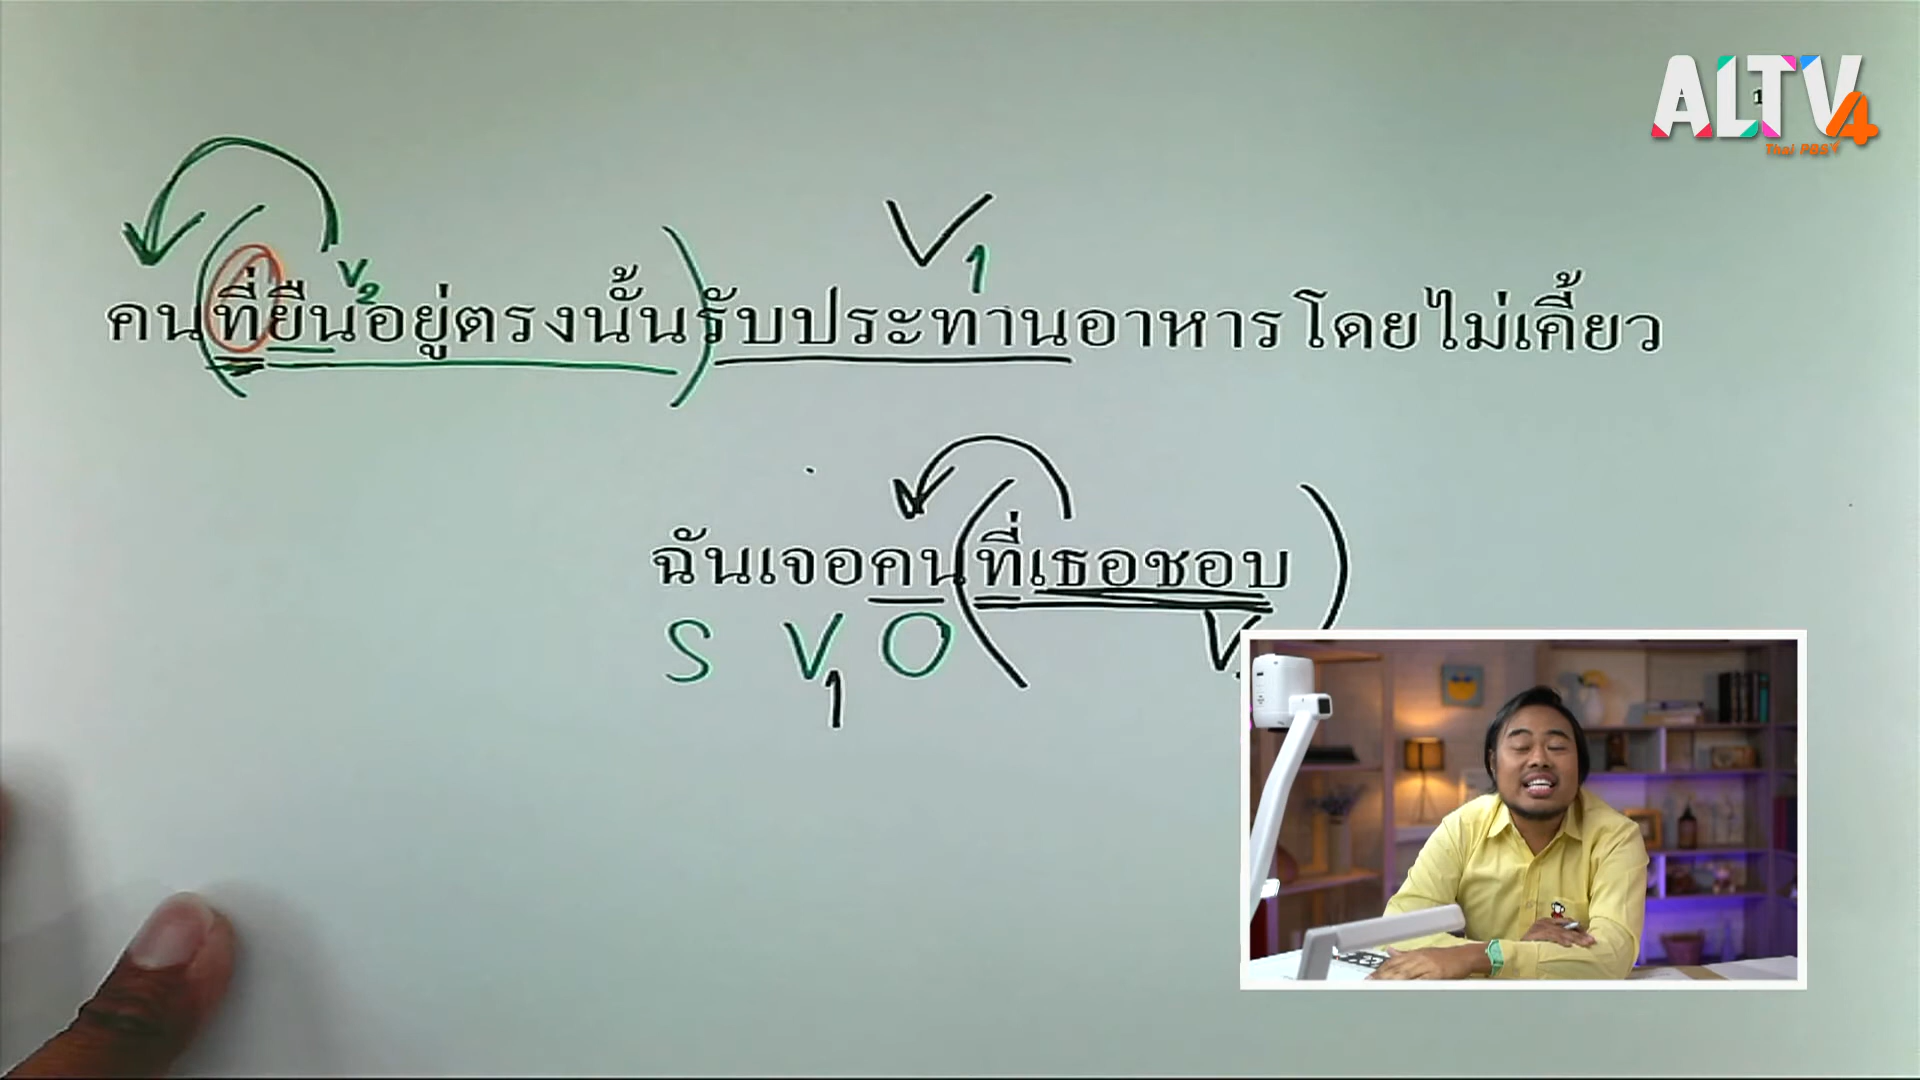 ALTV4
Thai PBS
V1
V2
คนที่ยืนอยู่ตรงนั้นรับประทานอาหารโดยไม่เคี้ยว
ฉันเจอคนที่เธอชอบ
S V1 O V